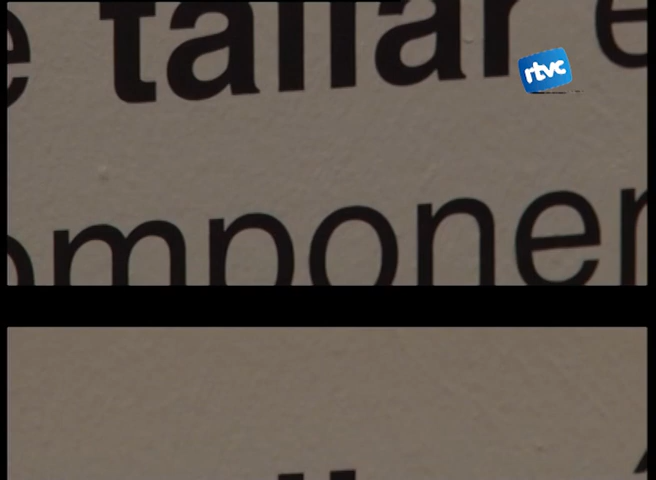 e tallar e
rtvc
omponen